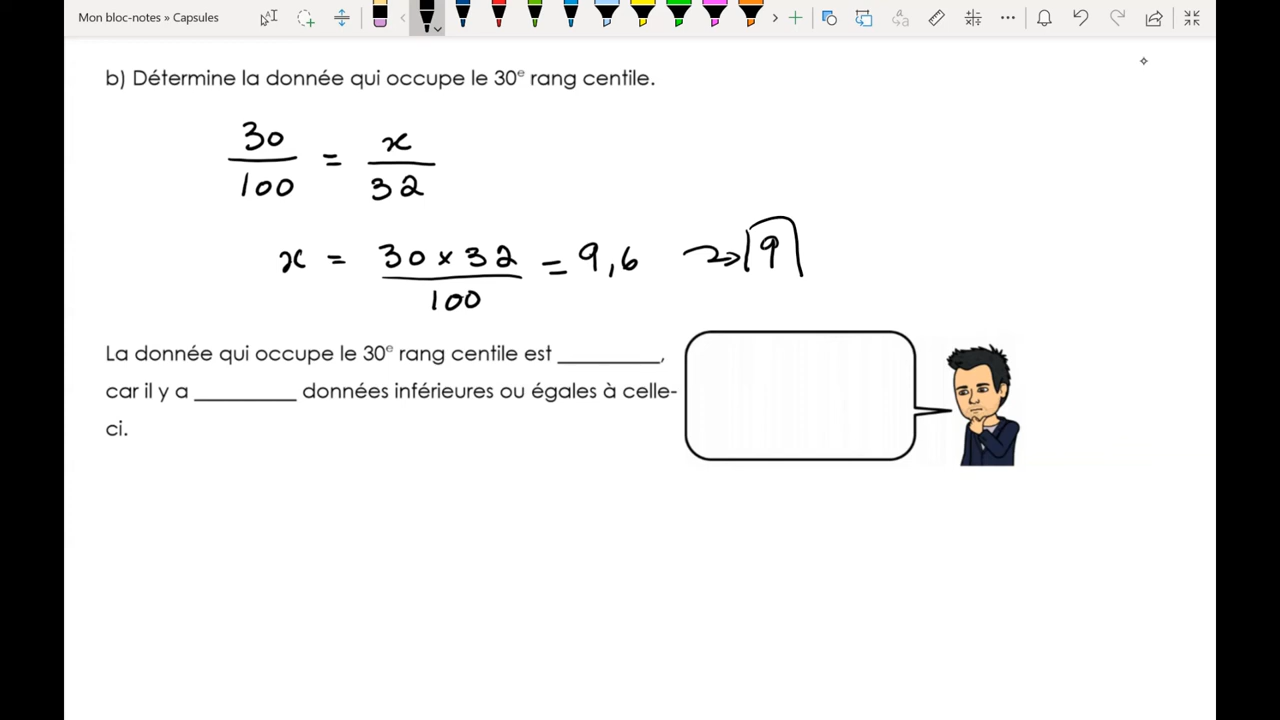 Mon bloc-notes » Capsules
b) Détermine la donnée qui occupe le 30e rang centile.
30/100 = x/32
x = 30 × 32/100 = 9,6 → 9
La donnée qui occupe le 30e rang centile est __________,
car il y a __________ données inférieures ou égales à celle-
ci.